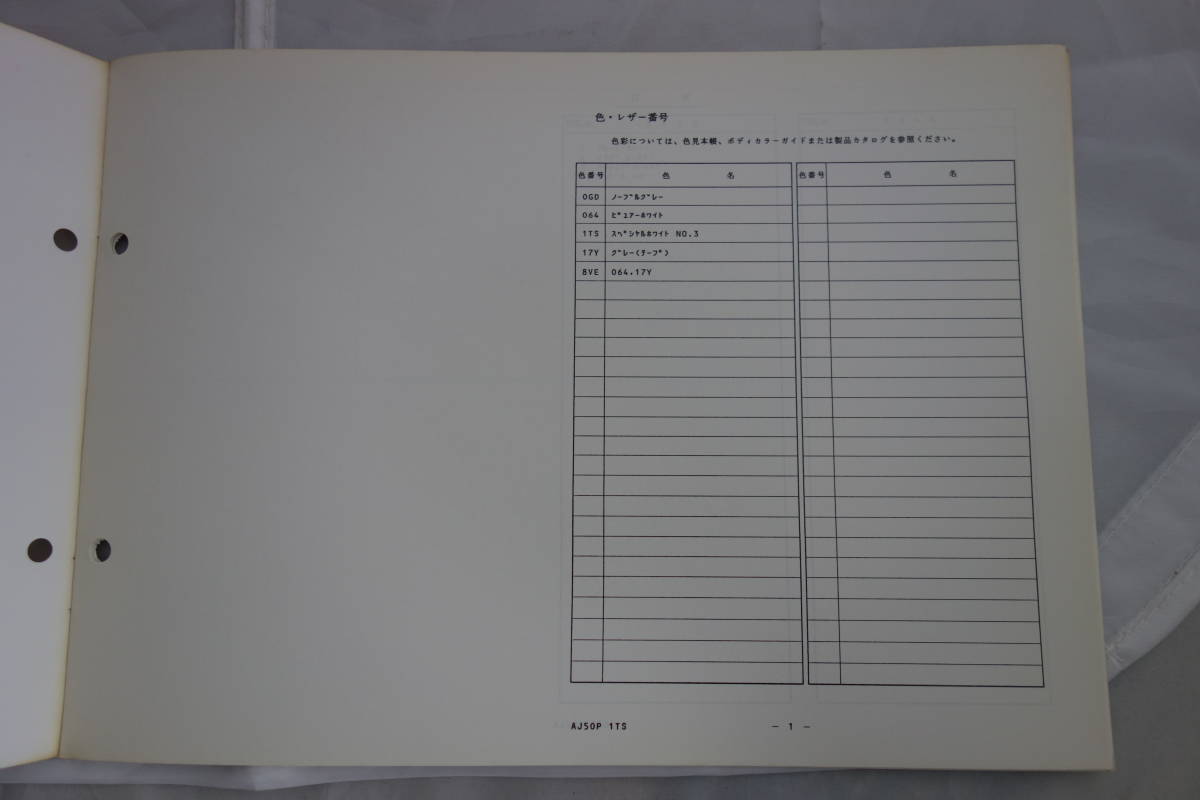 色・レザー番号
色彩については、色見本帳、ボディカラーガイドまたは製品カタログを参照ください。
色番号 色 名 色番号 色 名
0GD ノーブルグレー
064 ピュアーホワイト
1TS スペシャルホワイト NO.3
17Y グレー(テープ)
8VE 064.17Y
AJ50P 1TS — 1 —